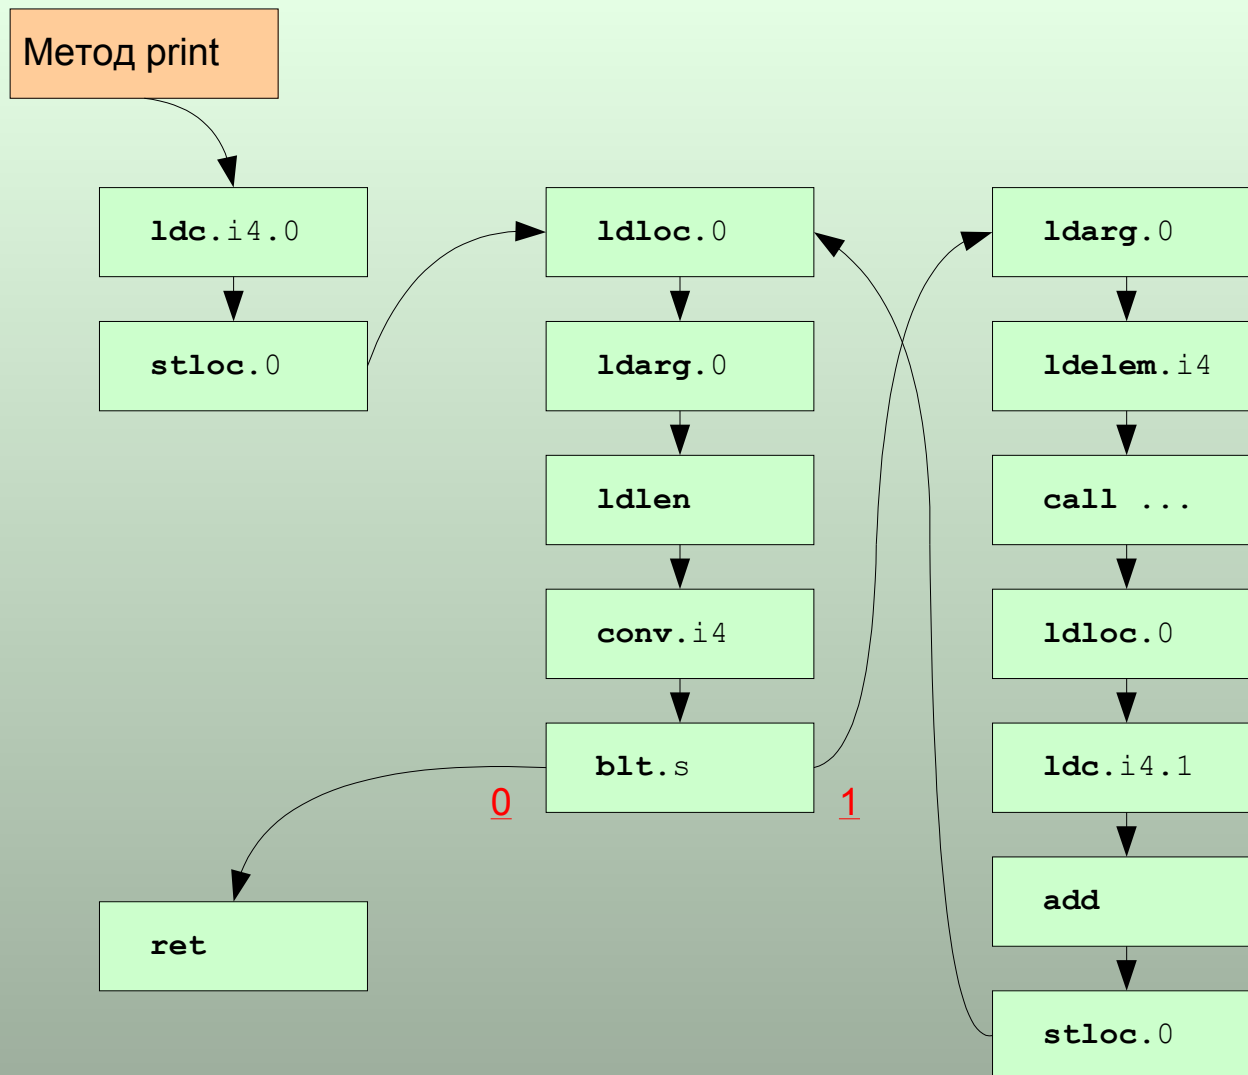 Метод print
ldc.i4.0
stloc.0
ldloc.0
ldarg.0
ldlen
conv.i4
blt.s
0
1
ret
ldarg.0
ldelem.i4
call ...
ldloc.0
ldc.i4.1
add
stloc.0